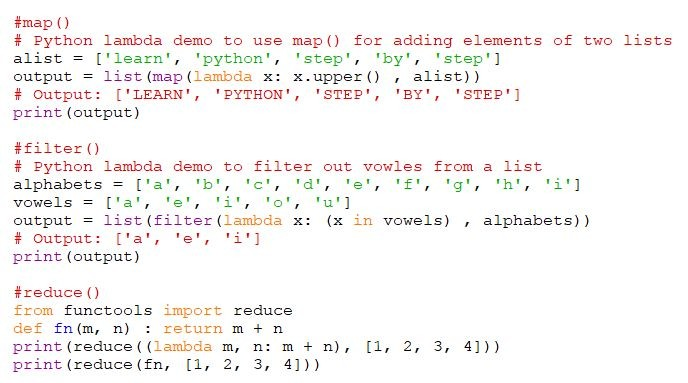 #map()
# Python lambda demo to use map() for adding elements of two lists
alist = ['learn', 'python', 'step', 'by', 'step']
output = list(map(lambda x: x.upper() , alist))
# Output: ['LEARN', 'PYTHON', 'STEP', 'BY', 'STEP']
print(output)
#filter()
# Python lambda demo to filter out vowles from a list
alphabets = ['a', 'b', 'c', 'd', 'e', 'f', 'g', 'h', 'i']
vowels = ['a', 'e', 'i', 'o', 'u']
output = list(filter(lambda x: (x in vowels) , alphabets))
# Output: ['a', 'e', 'i']
print(output)
#reduce()
from functools import reduce
def fn(m, n) : return m + n
print(reduce((lambda m, n: m + n), [1, 2, 3, 4]))
print(reduce(fn, [1, 2, 3, 4]))